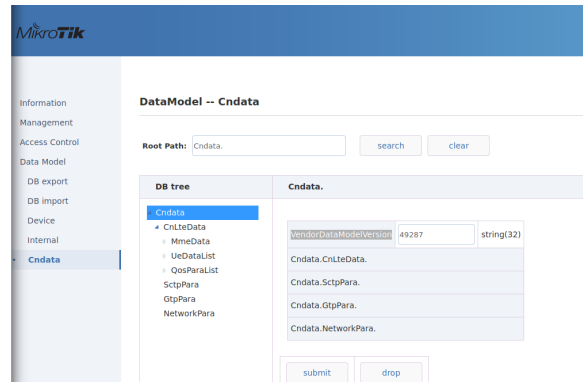 MikroTik
Information
Management
Access Control
Data Model
DB export
DB import
Device
Internal
Cndata
DataModel -- Cndata
Root Path: Cndata. search clear
DB tree
Cndata
CnLteData
MmeData
UeDataList
QosParaList
SctpPara
GtpPara
NetworkPara
Cndata.
VendorDataModelVersion 49287 string(32)
Cndata.CnLteData.
Cndata.SctpPara.
Cndata.GtpPara.
Cndata.NetworkPara.
submit drop